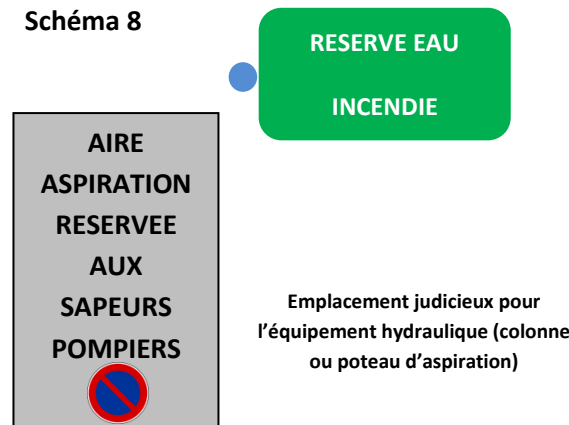 Schéma 8
RESERVE EAU
INCENDIE
AIRE
ASPIRATION
RESERVEE
AUX
SAPEURS
POMPIERS
Emplacement judicieux pour
l’équipement hydraulique (colonne
ou poteau d’aspiration)